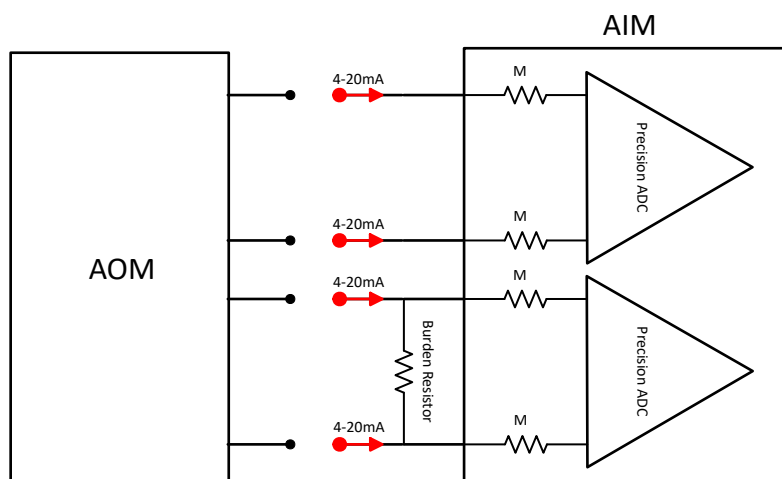 AIM
4-20mA
M
Precision ADC
4-20mA
M
AOM
4-20mA
M
Burden Resistor
Precision ADC
4-20mA
M